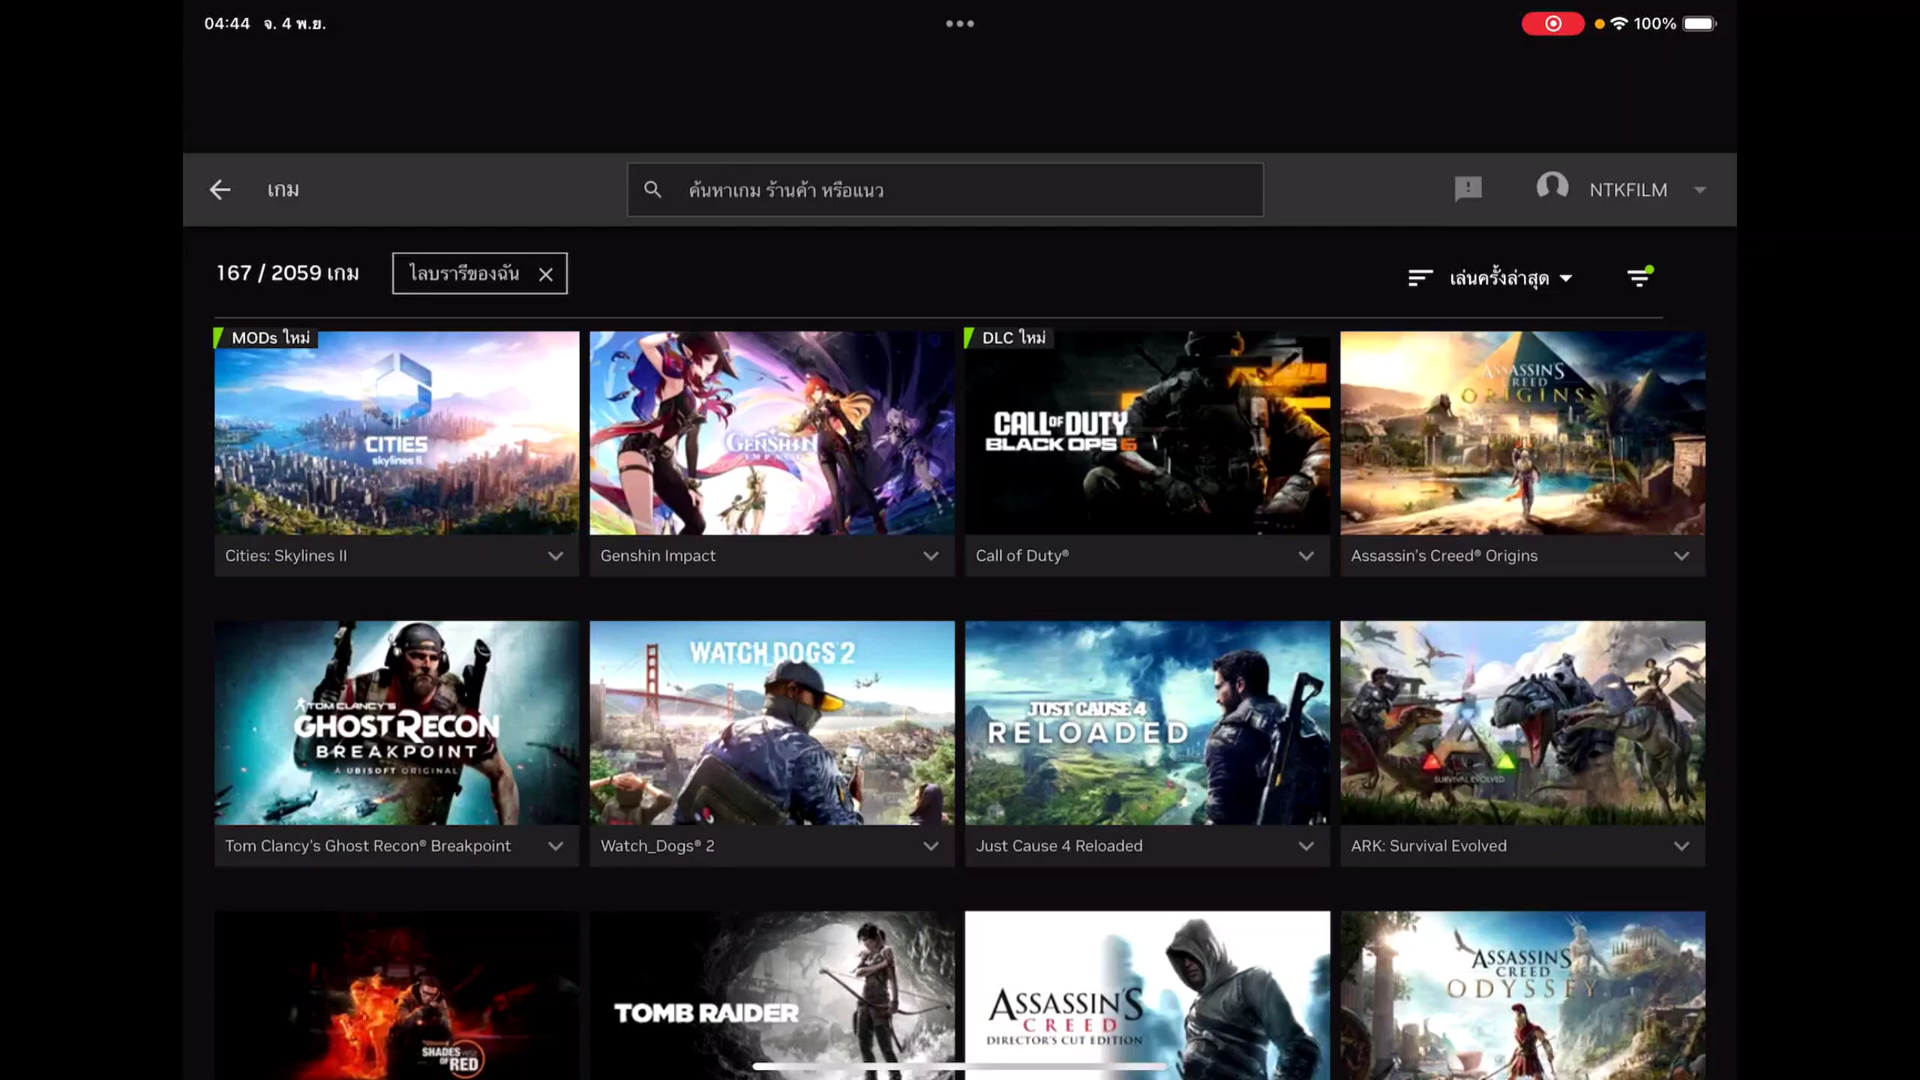 04:44 จ. 4 พ.ย.
100%
เกม
ค้นหาเกม ร้านค้า หรือแนว
NTKFILM
167 / 2059 เกม
ไลบรารีของฉัน
เล่นครั้งล่าสุด
MODs ใหม่
DLC ใหม่
CITIES
skylines II
GENSHIN
IMPACT
CALL OF DUTY
BLACK OPS 6
ASSASSIN'S
CREED
ORIGINS
Cities: Skylines II
Genshin Impact
Call of Duty®
Assassin's Creed® Origins
TOM CLANCY'S
GHOST RECON
BREAKPOINT
A UBISOFT ORIGINAL
WATCH DOGS 2
JUST CAUSE 4
RELOADED
SURVIVAL EVOLVED
Tom Clancy's Ghost Recon® Breakpoint
Watch_Dogs® 2
Just Cause 4 Reloaded
ARK: Survival Evolved
SHADES
OF RED
TOMB RAIDER
ASSASSIN'S
CREED
DIRECTOR'S CUT EDITION
ASSASSIN'S
CREED
ODYSSEY